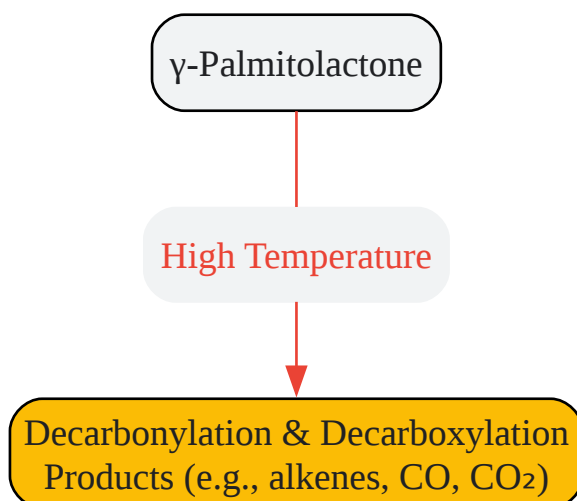 γ-Palmitolactone
High Temperature
Decarbonylation & Decarboxylation
Products (e.g., alkenes, CO, CO₂)